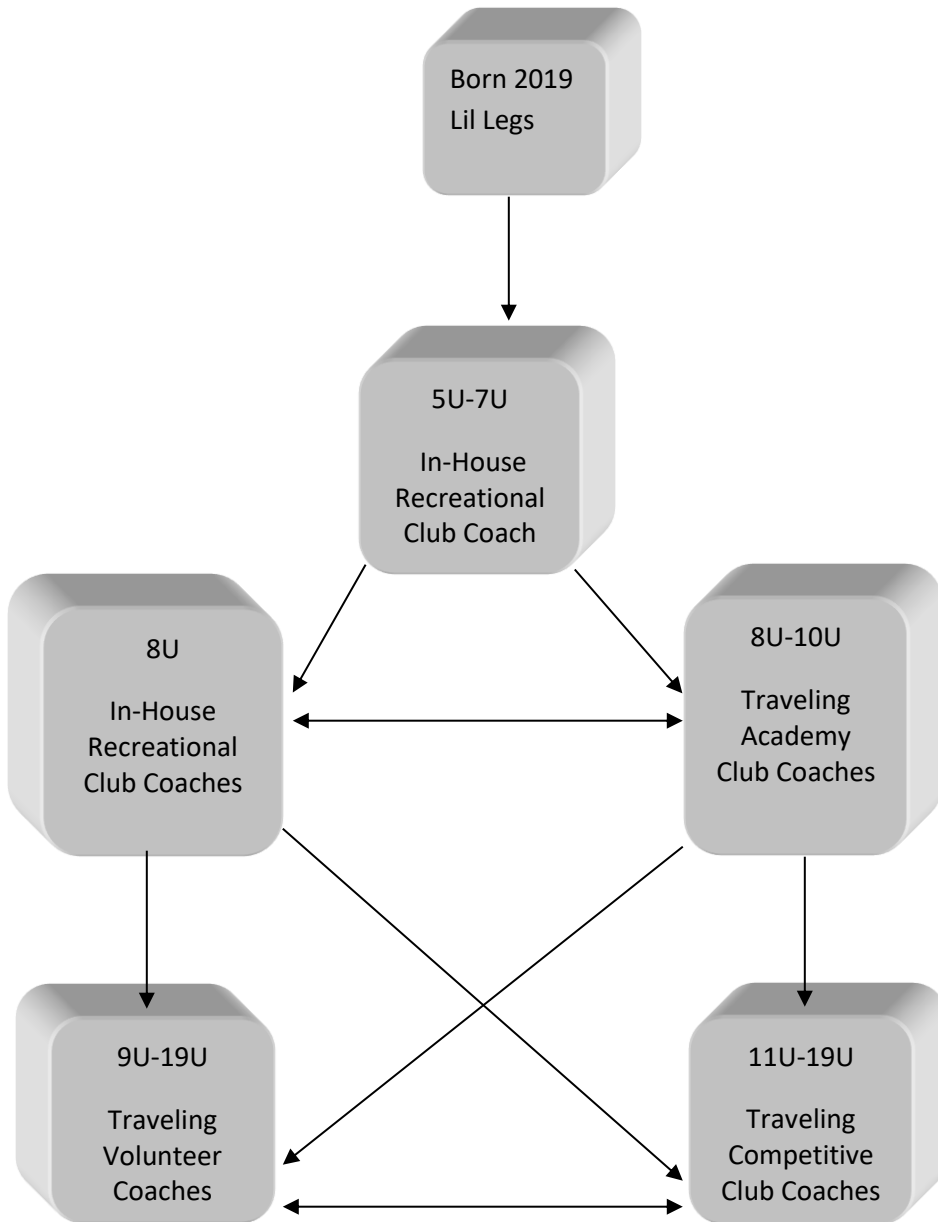 Born 2019
Lil Legs
5U-7U
In-House
Recreational
Club Coach
8U
In-House
Recreational
Club Coaches
8U-10U
Traveling
Academy
Club Coaches
9U-19U
Traveling
Volunteer
Coaches
11U-19U
Traveling
Competitive
Club Coaches